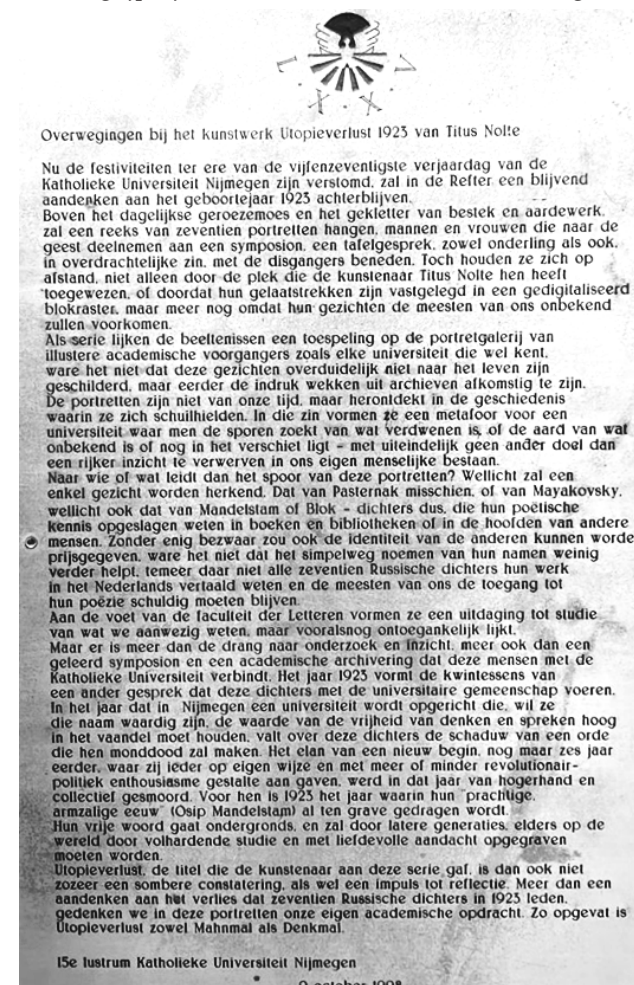 L X X V
Overwegingen bij het kunstwerk Utopieverlust 1923 van Titus Nolte
Nu de festiviteiten ter ere van de vijfenzeventigste verjaardag van de
Katholieke Universiteit Nijmegen zijn verstomd, zal in de Refter een blijvend
aandenken aan het geboortejaar 1923 achterblijven.
Boven het dagelijkse geroezemoes en het gekletter van bestek en aardewerk,
zal een reeks van zeventien portretten hangen, mannen en vrouwen die naar de
geest deelnemen aan een symposion, een tafelgesprek, zowel onderling als ook,
in overdrachtelijke zin, met de disgangers beneden. Toch houden ze zich op
afstand, niet alleen door de plek die de kunstenaar Titus Nolte hen heeft
toegewezen, of doordat hun gelaatstrekken zijn vastgelegd in een gedigitaliseerd
blokraster, maar meer nog omdat hun gezichten de meesten van ons onbekend
zullen voorkomen.
Als serie lijken de beeltenissen een toespeling op de portretgalerij van
illustere academische voorgangers zoals elke universiteit die wel kent,
ware het niet dat deze gezichten overduidelijk niet naar het leven zijn
geschilderd, maar eerder de indruk wekken uit archieven afkomstig te zijn.
De portretten zijn niet van onze tijd, maar herontdekt in de geschiedenis
waarin ze zich schuilhielden. In die zin vormen ze een metafoor voor een
universiteit waar men de sporen zoekt van wat verdwenen is, of de aard van wat
onbekend is of nog in het verschiet ligt - met uiteindelijk geen ander doel dan
een rijker inzicht te verwerven in ons eigen menselijke bestaan.
Naar wie of wat leidt dan het spoor van deze portretten? Wellicht zal een
enkel gezicht worden herkend. Dat van Pasternak misschien, of van Mayakovsky,
wellicht ook dat van Mandelstam of Blok - dichters dus, die hun poëtische
kennis opgeslagen weten in boeken en bibliotheken of in de hoofden van andere
mensen. Zonder enig bezwaar zou ook de identiteit van de anderen kunnen worde
prijsgegeven, ware het niet dat het simpelweg noemen van hun namen weinig
verder helpt, temeer daar niet alle zeventien Russische dichters hun werk
in het Nederlands vertaald weten en de meesten van ons de toegang tot
hun poëzie schuldig moeten blijven.
Aan de voet van de faculteit der Letteren vormen ze een uitdaging tot studie
van wat we aanwezig weten, maar vooralsnog ontoegankelijk lijkt.
Maar er is meer dan de drang naar onderzoek en inzicht, meer ook dan een
geleerd symposion en een academische archivering dat deze mensen met de
Katholieke Universiteit verbindt. Het jaar 1923 vormt de kwintessens van
een ander gesprek dat deze dichters met de universitaire gemeenschap voeren.
In het jaar dat in Nijmegen een universiteit wordt opgericht die, wil ze
die naam waardig zijn, de waarde van de vrijheid van denken en spreken hoog
in het vaandel moet houden, valt over deze dichters de schaduw van een orde
die hen monddood zal maken. Het elan van een nieuw begin, nog maar zes jaar
eerder, waar zij ieder op eigen wijze en met meer of minder revolutionair-
politiek enthousiasme gestalte aan gaven, werd in dat jaar van hogerhand en
collectief gesmoord. Voor hen is 1923 het jaar waarin hun "prachtige,
armzalige eeuw" (Osip Mandelstam) al ten grave gedragen wordt.
Hun vrije woord gaat ondergronds, en zal door latere generaties, elders op de
wereld door volhardende studie en met liefdevolle aandacht opgegraven
moeten worden.
Utopieverlust, de titel die de kunstenaar aan deze serie gaf, is dan ook niet
zozeer een sombere constatering, als wel een impuls tot reflectie. Meer dan een
aandenken aan het verlies dat zeventien Russische dichters in 1923 leden,
gedenken we in deze portretten onze eigen academische opdracht. Zo opgevat is
Utopieverlust zowel Mahnmal als Denkmal.
15e lustrum Katholieke Universiteit Nijmegen
9 october 1998